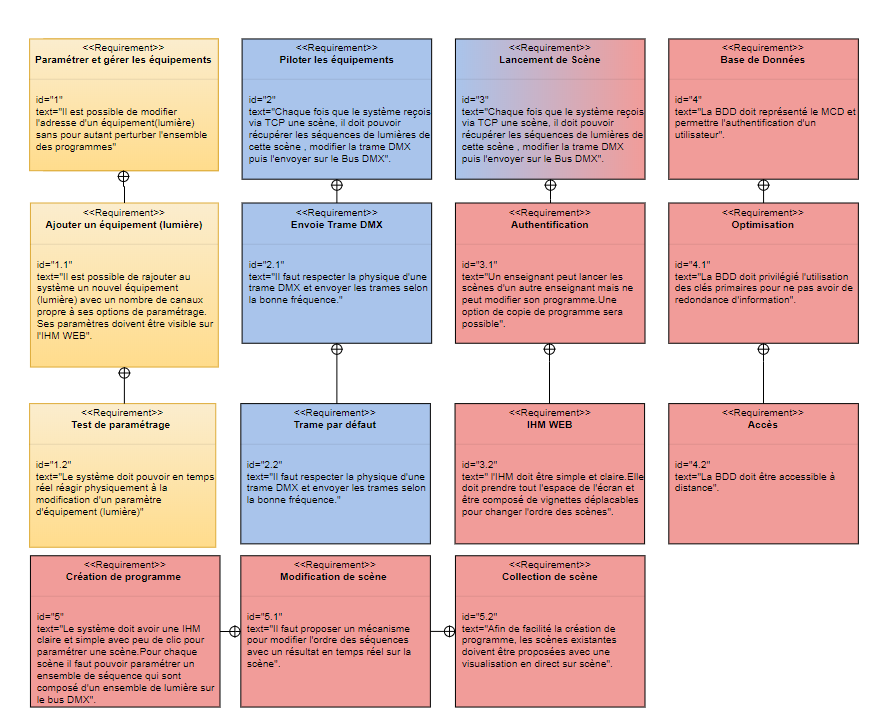 <<Requirement>>
Paramétrer et gérer les équipements
id="1"
text="Il est possible de modifier
l'adresse d'un équipement(lumière)
sans pour autant perturber l'ensemble
des programmes"
<<Requirement>>
Piloter les équipements
id="2"
text="Chaque fois que le système reçois
via TCP une scène, il doit pouvoir
récupérer les séquences de lumières de
cette scène , modifier la trame DMX
puis l'envoyer sur le Bus DMX".
<<Requirement>>
Lancement de Scène
id="3"
text="Chaque fois que le système reçois
via TCP une scène, il doit pouvoir
récupérer les séquences de lumières de
cette scène , modifier la trame DMX
puis l'envoyer sur le Bus DMX".
<<Requirement>>
Base de Données
id="4"
text="La BDD doit représenté le MCD et
permettre l'authentification d'un
utilisateur".
<<Requirement>>
Ajouter un équipement (lumière)
id="1.1"
text="Il est possible de rajouter au
système un nouvel équipement
(lumière) avec un nombre de canaux
propre à ses options de paramétrage.
Ses paramètres doivent être visible sur
l'IHM WEB".
<<Requirement>>
Envoie Trame DMX
id="2.1"
text="Il faut respecter la physique d'une
trame DMX et envoyer les trames selon
la bonne fréquence."
<<Requirement>>
Authentification
id="3.1"
text="Un enseignant peut lancer les
scènes d'un autre enseignant mais ne
peut modifier son programme.Une
option de copie de programme sera
possible".
<<Requirement>>
Optimisation
id="4.1"
text="La BDD doit privilégié l'utilisation
des clés primaires pour ne pas avoir de
redondance d'information".
<<Requirement>>
Test de paramétrage
id="1.2"
text="Le système doit pouvoir en temps
réel réagir physiquement à la
modification d'un paramètre
d'équipement (lumière)"
<<Requirement>>
Trame par défaut
id="2.2"
text="Il faut respecter la physique d'une
trame DMX et envoyer les trames selon
la bonne fréquence."
<<Requirement>>
IHM WEB
id="3.2"
text=" l'IHM doit être simple et claire.Elle
doit prendre tout l'espace de l'écran et
être composé de vignettes déplacables
pour changer l'ordre des scènes".
<<Requirement>>
Accès
id="4.2"
text="La BDD doit être accessible à
distance".
<<Requirement>>
Création de programme
id="5"
text="Le système doit avoir une IHM
claire et simple avec peu de clic pour
paramétrer une scène.Pour chaque
scène il faut pouvoir paramétrer un
ensemble de séquence qui sont
composé d'un ensemble de lumière sur
le bus DMX".
<<Requirement>>
Modification de scène
id="5.1"
text="Il faut proposer un mécanisme
pour modifier l'ordre des séquences
avec un résultat en temps réel sur la
scène".
<<Requirement>>
Collection de scène
id="5.2"
text="Afin de facilité la création de
programme, les scènes existantes
doivent être proposées avec une
visualisation en direct sur scène".